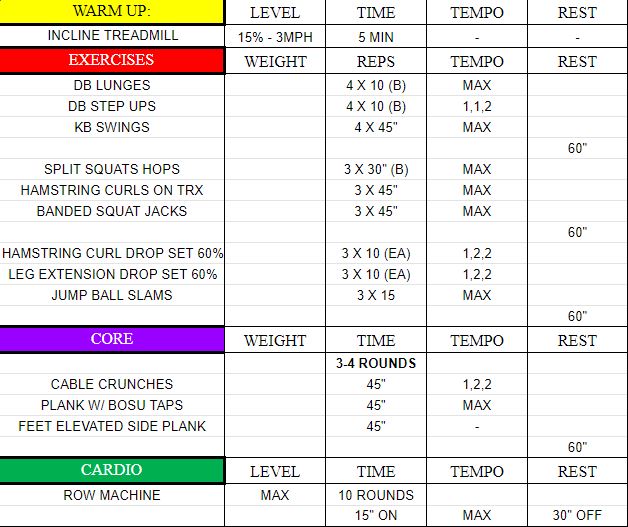 WARM UP: LEVEL TIME TEMPO REST
INCLINE TREADMILL 15% - 3MPH 5 MIN - -
EXERCISES WEIGHT REPS TEMPO REST
DB LUNGES 4 X 10 (B) MAX
DB STEP UPS 4 X 10 (B) 1,1,2
KB SWINGS 4 X 45" MAX
60"
SPLIT SQUATS HOPS 3 X 30" (B) MAX
HAMSTRING CURLS ON TRX 3 X 45" MAX
BANDED SQUAT JACKS 3 X 45" MAX
60"
HAMSTRING CURL DROP SET 60% 3 X 10 (EA) 1,2,2
LEG EXTENSION DROP SET 60% 3 X 10 (EA) 1,2,2
JUMP BALL SLAMS 3 X 15 MAX
60"
CORE WEIGHT TIME TEMPO REST
3-4 ROUNDS
CABLE CRUNCHES 45" 1,2,2
PLANK W/ BOSU TAPS 45" MAX
FEET ELEVATED SIDE PLANK 45" -
60"
CARDIO LEVEL TIME TEMPO REST
ROW MACHINE MAX 10 ROUNDS
15" ON MAX 30" OFF